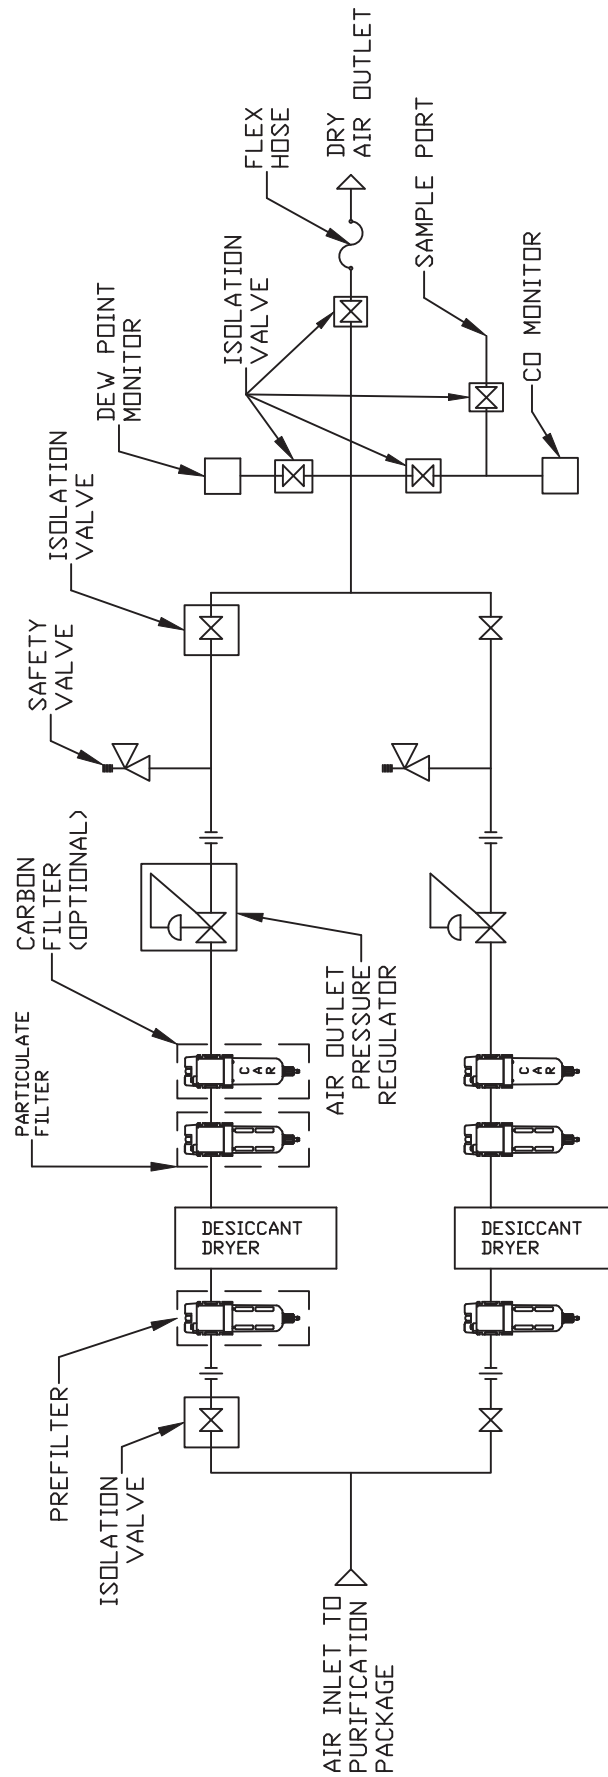 AIR INLET TO
PURIFICATION
PACKAGE
ISOLATION
VALVE
PREFILTER
DESICCANT
DRYER
PARTICULATE
FILTER
CARBON
FILTER
(OPTIONAL)
CAR
AIR OUTLET
PRESSURE
REGULATOR
SAFETY
VALVE
ISOLATION
VALVE
DEW POINT
MONITOR
ISOLATION
VALVE
FLEX
HOSE
DRY
AIR OUTLET
SAMPLE PORT
CO MONITOR
DESICCANT
DRYER
CAR